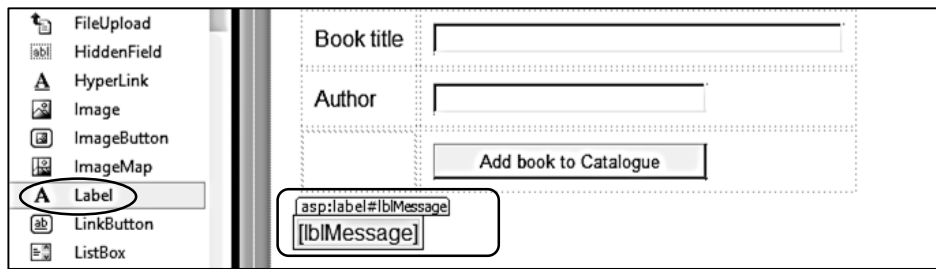 FileUpload
HiddenField
HyperLink
Image
ImageButton
ImageMap
Label
LinkButton
ListBox
Book title
Author
Add book to Catalogue
asp:label#lblMessage
[lblMessage]